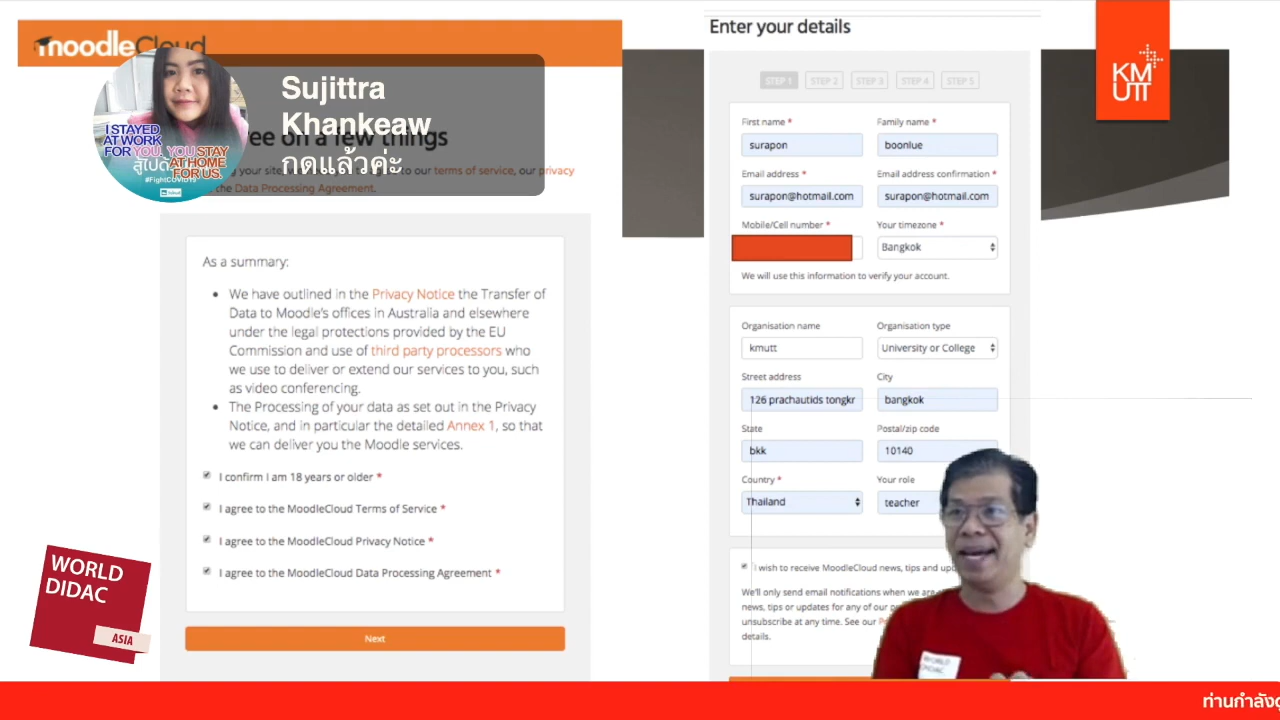 moodleCloud
Sujittra
Khankeaw
กดแล้วค่ะ
I STAYED
AT WORK
FOR YOU. YOU STAY
AT HOME
FOR US.
ee on a few things
your site
to our terms of service, our privacy
the Data Processing Agreement.
As a summary:
• We have outlined in the Privacy Notice the Transfer of
Data to Moodle's offices in Australia and elsewhere
under the legal protections provided by the EU
Commission and use of third party processors who
we use to deliver or extend our services to you, such
as video conferencing.
• The Processing of your data as set out in the Privacy
Notice, and in particular the detailed Annex 1, so that
we can deliver you the Moodle services.
I confirm I am 18 years or older *
I agree to the MoodleCloud Terms of Service *
I agree to the MoodleCloud Privacy Notice *
I agree to the MoodleCloud Data Processing Agreement *
Next
WORLD
DIDAC
ASIA
Enter your details
STEP 1 STEP 2 STEP 3 STEP 4 STEP 5
First name * Family name *
surapon boonlue
Email address * Email address confirmation *
surapon@hotmail.com surapon@hotmail.com
Mobile/Cell number * Your timezone *
Bangkok
We will use this information to verify your account.
Organisation name Organisation type
kmutt University or College
Street address City
126 prachautids tongkr bangkok
State Postal/zip code
bkk 10140
Country * Your role
Thailand teacher
I wish to receive MoodleCloud news, tips and
We'll only send email notifications when we are
news, tips or updates for any of our
unsubscribe at any time. See our
details.
KM
UTT
WORLD
DIDAC
ท่านกำลัง